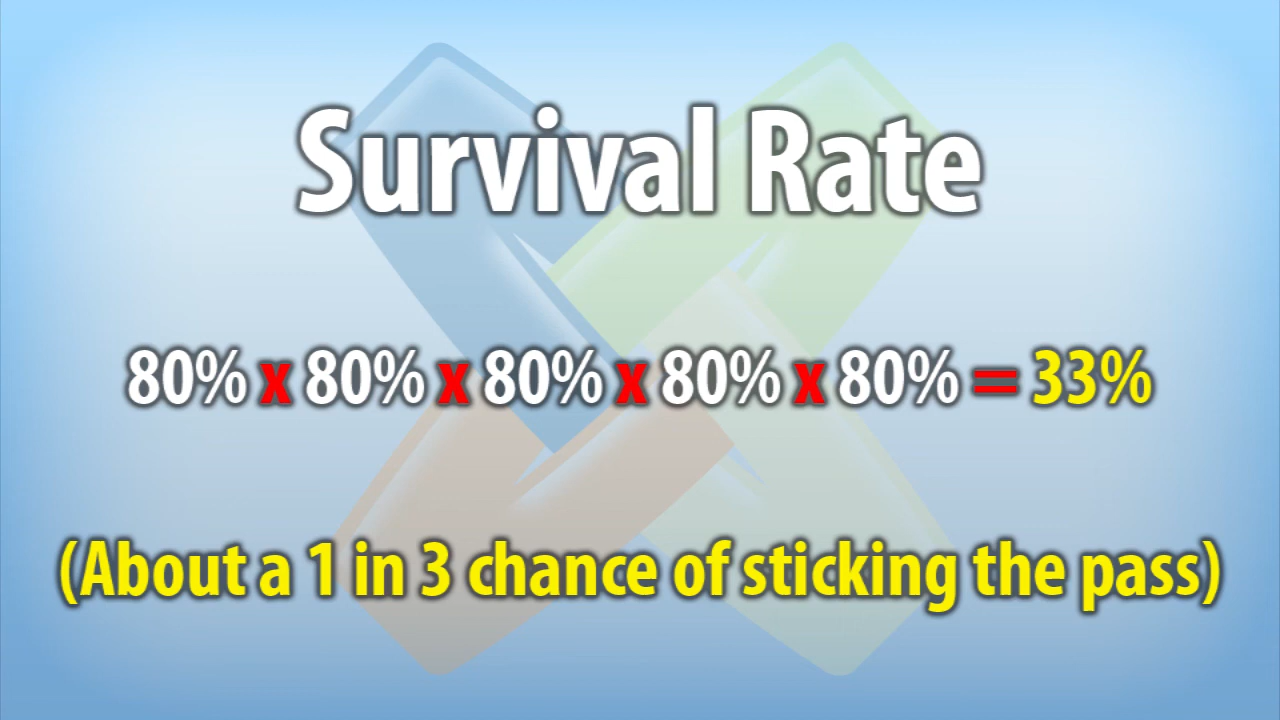 Survival Rate
80% x 80% x 80% x 80% x 80% = 33%
(About a 1 in 3 chance of sticking the pass)